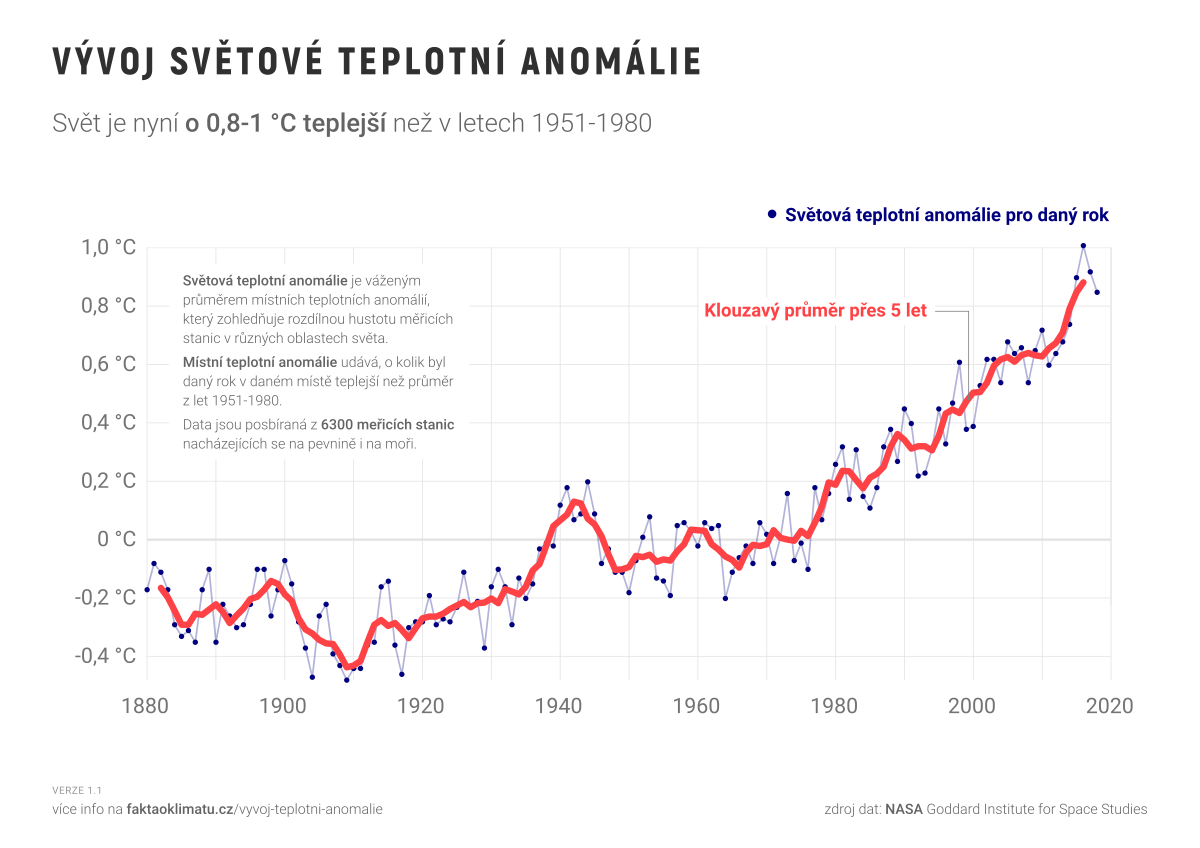 VÝVOJ SVĚTOVÉ TEPLOTNÍ ANOMÁLIE
Svět je nyní o 0,8-1 °C teplejší než v letech 1951-1980
Světová teplotní anomálie pro daný rok
1,0 °C
0,8 °C
0,6 °C
0,4 °C
0,2 °C
0 °C
-0,2 °C
-0,4 °C
Světová teplotní anomálie je váženým
průměrem místních teplotních anomálií,
který zohledňuje rozdílnou hustotu měřicích
stanic v různých oblastech světa.
Místní teplotní anomálie udává, o kolik byl
daný rok v daném místě teplejší než průměr
z let 1951-1980.
Data jsou posbíraná z 6300 meřicích stanic
nacházejících se na pevnině i na moři.
Klouzavý průměr přes 5 let
1880
1900
1920
1940
1960
1980
2000
2020
VERZE 1.1
více info na faktaoklimatu.cz/vyvoj-teplotni-anomalie
zdroj dat: NASA Goddard Institute for Space Studies